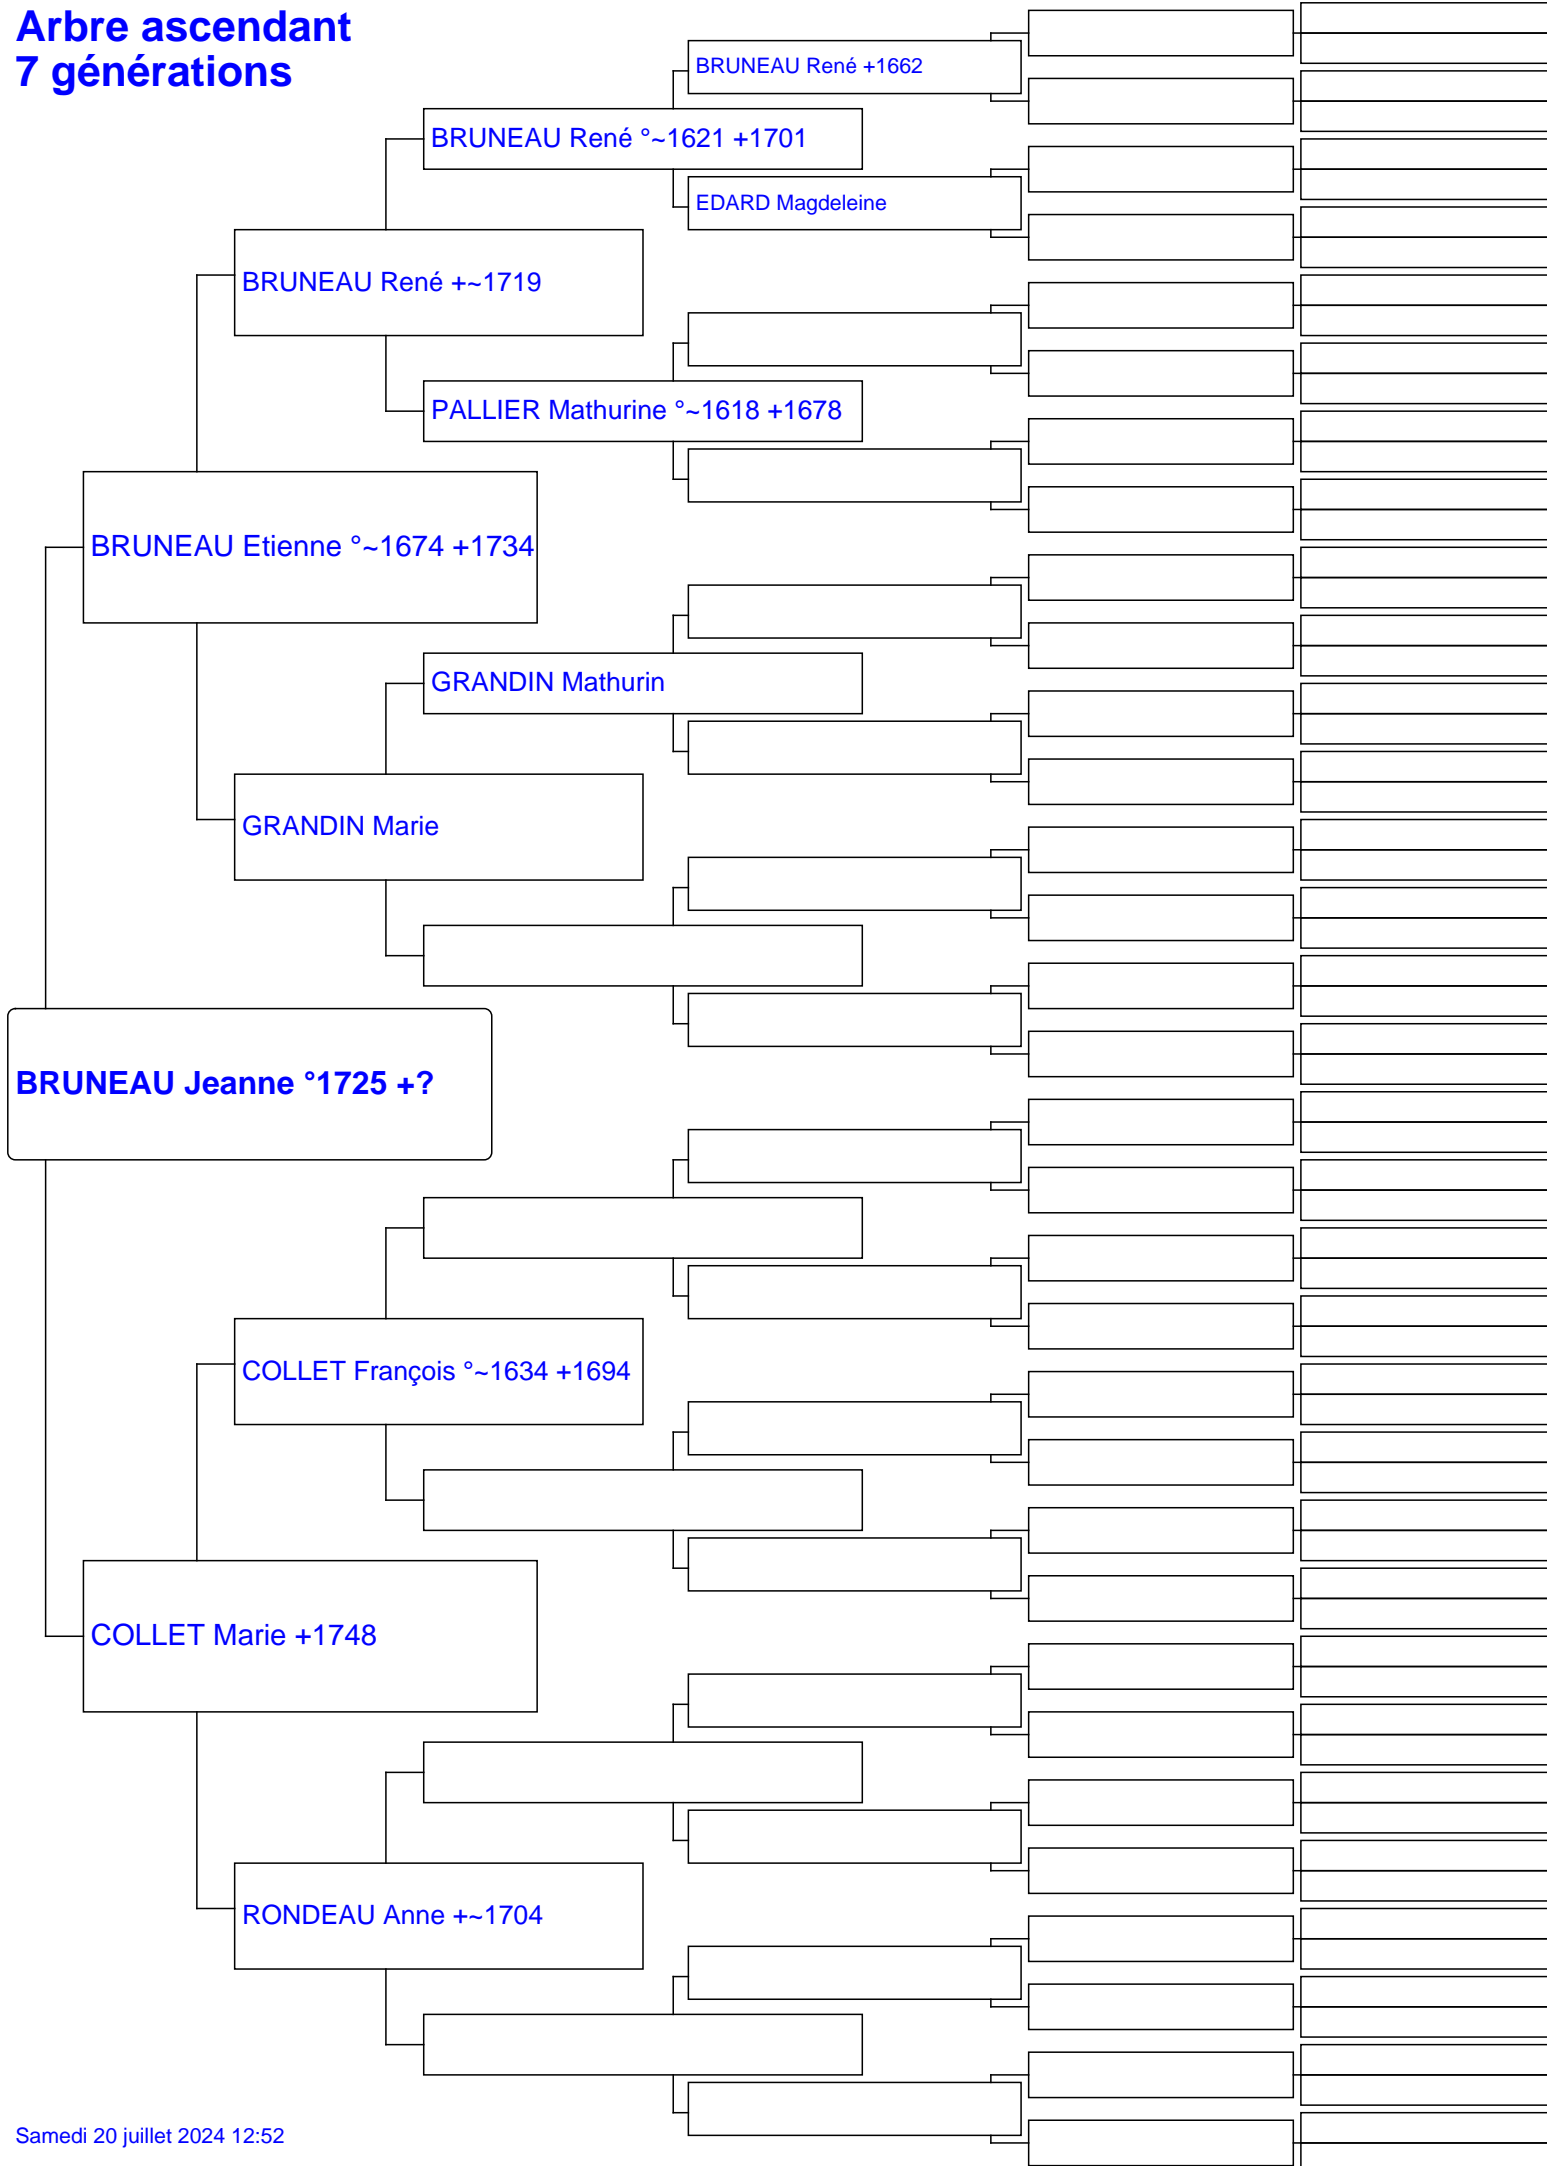 Arbre ascendant
7 générations
BRUNEAU René +1662
BRUNEAU René °~1621 +1701
EDARD Magdeleine
BRUNEAU René +~1719
PALLIER Mathurine °~1618 +1678
BRUNEAU Etienne °~1674 +1734
GRANDIN Mathurin
GRANDIN Marie
BRUNEAU Jeanne °1725 +?
COLLET François °~1634 +1694
COLLET Marie +1748
RONDEAU Anne +~1704
Samedi 20 juillet 2024 12:52